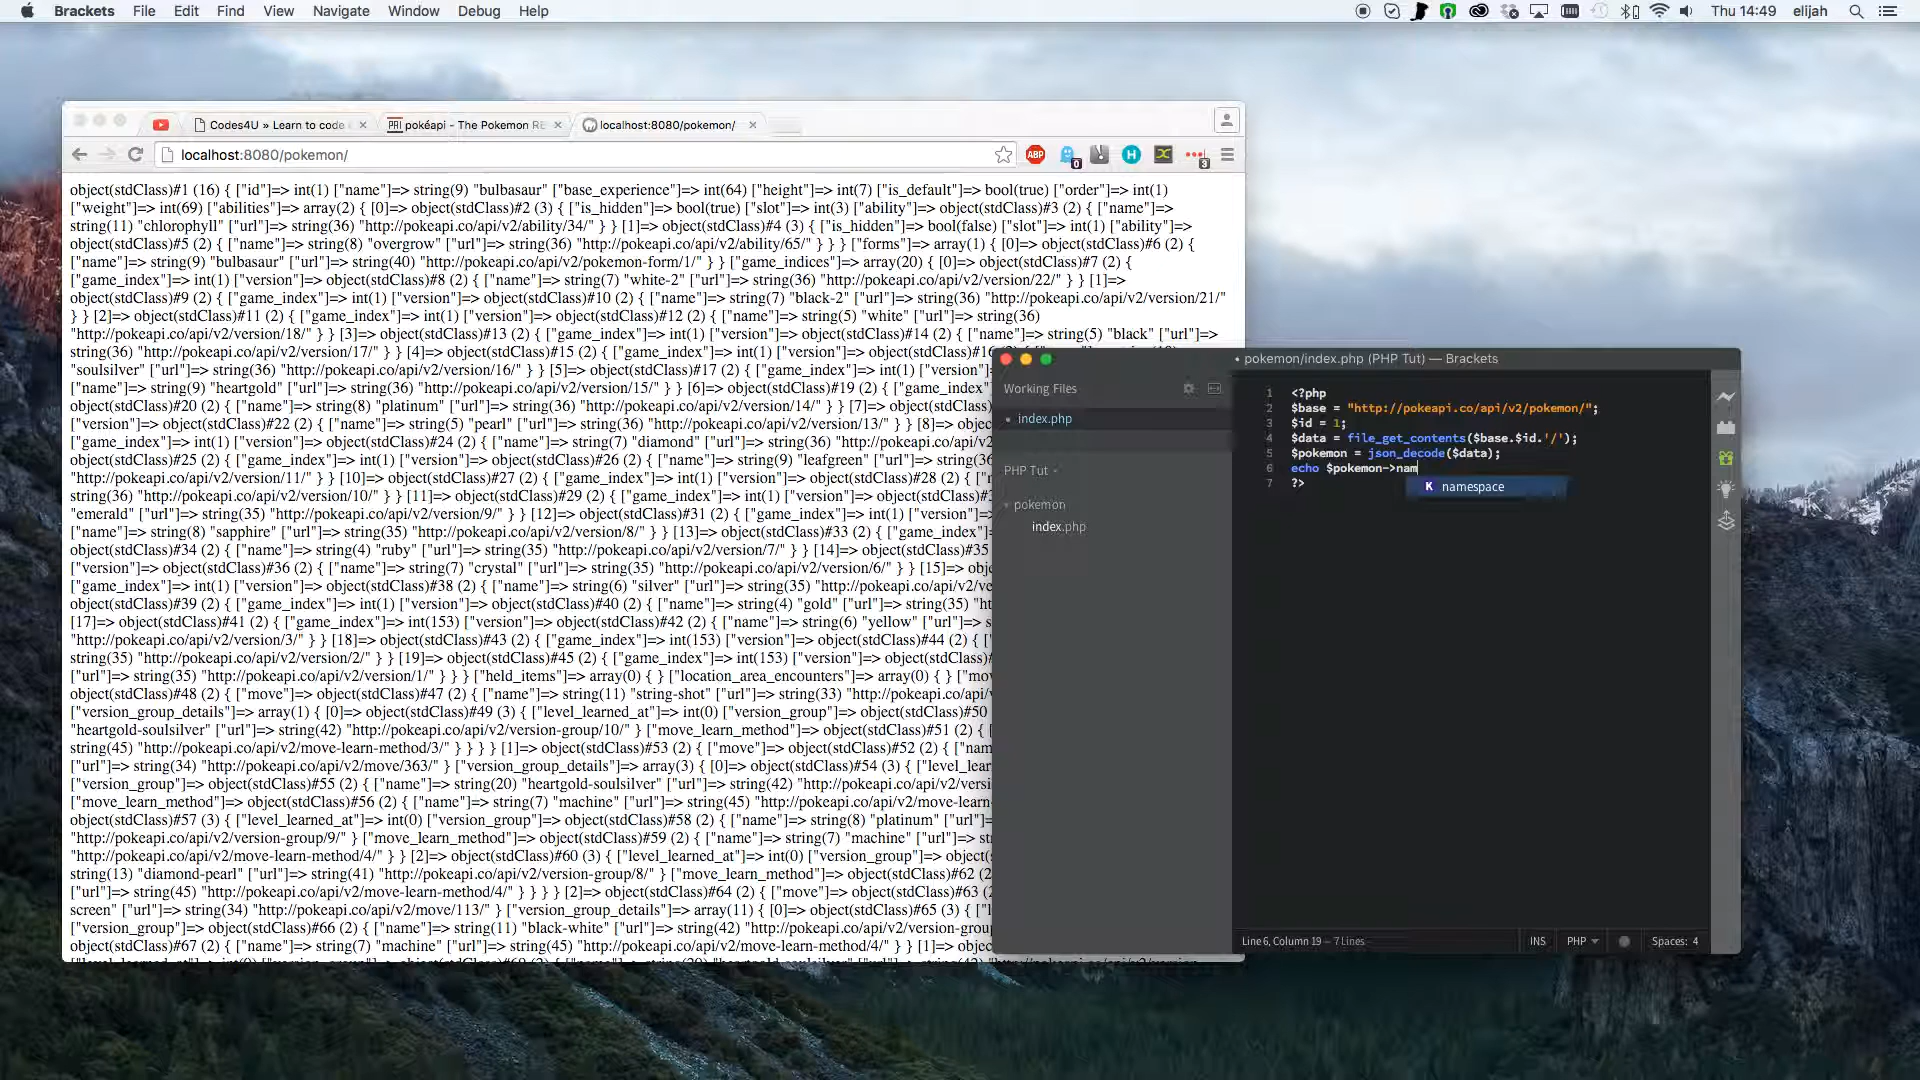 Brackets File Edit Find View Navigate Window Debug Help
Thu 14:49 elijah
Codes4U » Learn to code
pokéapi - The Pokemon RE
localhost:8080/pokemon/
localhost:8080/pokemon/
object(stdClass)#1 (16) { ["id"]=> int(1) ["name"]=> string(9) "bulbasaur" ["base_experience"]=> int(64) ["height"]=> int(7) ["is_default"]=> bool(true) ["order"]=> int(1)
["weight"]=> int(69) ["abilities"]=> array(2) { [0]=> object(stdClass)#2 (3) { ["is_hidden"]=> bool(true) ["slot"]=> int(3) ["ability"]=> object(stdClass)#3 (2) { ["name"]=>
string(11) "chlorophyll" ["url"]=> string(36) "http://pokeapi.co/api/v2/ability/34/" } } [1]=> object(stdClass)#4 (3) { ["is_hidden"]=> bool(false) ["slot"]=> int(1) ["ability"]=>
object(stdClass)#5 (2) { ["name"]=> string(8) "overgrow" ["url"]=> string(36) "http://pokeapi.co/api/v2/ability/65/" } } } ["forms"]=> array(1) { [0]=> object(stdClass)#6 (2) {
["name"]=> string(9) "bulbasaur" ["url"]=> string(40) "http://pokeapi.co/api/v2/pokemon-form/1/" } } ["game_indices"]=> array(20) { [0]=> object(stdClass)#7 (2) {
["game_index"]=> int(1) ["version"]=> object(stdClass)#8 (2) { ["name"]=> string(7) "white-2" ["url"]=> string(36) "http://pokeapi.co/api/v2/version/22/" } } [1]=>
object(stdClass)#9 (2) { ["game_index"]=> int(1) ["version"]=> object(stdClass)#10 (2) { ["name"]=> string(7) "black-2" ["url"]=> string(36) "http://pokeapi.co/api/v2/version/21/"
} } [2]=> object(stdClass)#11 (2) { ["game_index"]=> int(1) ["version"]=> object(stdClass)#12 (2) { ["name"]=> string(5) "white" ["url"]=> string(36)
"http://pokeapi.co/api/v2/version/18/" } } [3]=> object(stdClass)#13 (2) { ["game_index"]=> int(1) ["version"]=> object(stdClass)#14 (2) { ["name"]=> string(5) "black" ["url"]=>
string(36) "http://pokeapi.co/api/v2/version/17/" } } [4]=> object(stdClass)#15 (2) { ["game_index"]=> int(1) ["version"]=> object(stdClass)#16
soulsilver" ["url"]=> string(36) "http://pokeapi.co/api/v2/version/16/" } } [5]=> object(stdClass)#17 (2) { ["game_index"]=> int(1) ["version"]
["name"]=> string(9) "heartgold" ["url"]=> string(36) "http://pokeapi.co/api/v2/version/15/" } } [6]=> object(stdClass)#19 (2) { ["game_index"
object(stdClass)#20 (2) { ["name"]=> string(8) "platinum" ["url"]=> string(36) "http://pokeapi.co/api/v2/version/14/" } } [7]=>
["version"]=> object(stdClass)#22 (2) { ["name"]=> string(5) "pearl" ["url"]=> string(36) "http://pokeapi.co/api/v2/version/13/" } } [8]=>
["game_index"]=> int(1) ["version"]=> object(stdClass)#24 (2) { ["name"]=> string(7) "diamond" ["url"]=> string(36) "http://pokeapi.co/api
object(stdClass)#25 (2) { ["game_index"]=> int(1) ["version"]=> object(stdClass)#26 (2) { ["name"]=> string(9) "leafgreen" ["url"]=> string
"http://pokeapi.co/api/v2/version/11/" } } [10]=> object(stdClass)#27 (2) { ["game_index"]=> int(1) ["version"]=> object(stdClass)#28 (2) {
["url"]=> string(36) "http://pokeapi.co/api/v2/version/10/" } } [11]=> object(stdClass)#29 (2) { ["game_index"]=> int(1) ["version"]=> object(stdClass)#
"emerald" ["url"]=> string(35) "http://pokeapi.co/api/v2/version/9/" } } [12]=> object(stdClass)#31 (2) { ["game_index"]=> int(1) ["version"
string(8) "sapphire" ["url"]=> string(35) "http://pokeapi.co/api/v2/version/8/" } } [13]=> object(stdClass)#33 (2) { ["game_index"]=> int(1)
object(stdClass)#34 (2) { ["name"]=> string(4) "ruby" ["url"]=> string(35) "http://pokeapi.co/api/v2/version/7/" } } [14]=> object(stdClass)#35
["version"]=> object(stdClass)#36 (2) { ["name"]=> string(7) "crystal" ["url"]=> string(35) "http://pokeapi.co/api/v2/version/6/" } } [15]=>
["game_index"]=> int(1) ["version"]=> object(stdClass)#38 (2) { ["name"]=> string(6) "silver" ["url"]=> string(35) "http://pokeapi.co/api/v2/ve
object(stdClass)#39 (2) { ["game_index"]=> int(1) ["version"]=> object(stdClass)#40 (2) { ["name"]=> string(4) "gold" ["url"]=> string(35) "ht
[17]=> object(stdClass)#41 (2) { ["game_index"]=> int(153) ["version"]=> object(stdClass)#42 (2) { ["name"]=> string(6) "yellow" ["url"]=> s
"http://pokeapi.co/api/v2/version/3/" } } [18]=> object(stdClass)#43 (2) { ["game_index"]=> int(153) ["version"]=> object(stdClass)#44 (2) {
string(35) "http://pokeapi.co/api/v2/version/2/" } } [19]=> object(stdClass)#45 (2) { ["game_index"]=> int(153) ["version"]=> object(stdClass)
["url"]=> string(35) "http://pokeapi.co/api/v2/version/1/" } } } ["held_items"]=> array(0) { } ["location_area_encounters"]=> array(0) { } ["mov
object(stdClass)#48 (2) { ["move"]=> object(stdClass)#47 (2) { ["name"]=> string(11) "string-shot" ["url"]=> string(33) "http://pokeapi.co/ap
["version_group_details"]=> array(1) { [0]=> object(stdClass)#49 (3) { ["level_learned_at"]=> int(0) ["version_group"]=> object(stdClass)#50
"heartgold-soulsilver" ["url"]=> string(42) "http://pokeapi.co/api/v2/version-group/10/" } ["move_learn_method"]=> object(stdClass)#51 (2) {
string(45) "http://pokeapi.co/api/v2/move-learn-method/3/" } } } } [1]=> object(stdClass)#53 (2) { ["move"]=> object(stdClass)#52 (2) { ["nam
["url"]=> string(34) "http://pokeapi.co/api/v2/move/363/" } ["version_group_details"]=> array(3) { [0]=> object(stdClass)#54 (3) { ["level_lear
["version_group"]=> object(stdClass)#55 (2) { ["name"]=> string(20) "heartgold-soulsilver" ["url"]=> string(42) "http://pokeapi.co/api/v2/versio
["move_learn_method"]=> object(stdClass)#56 (2) { ["name"]=> string(7) "machine" ["url"]=> string(45) "http://pokeapi.co/api/v2/move-learn-
object(stdClass)#57 (3) { ["level_learned_at"]=> int(0) ["version_group"]=> object(stdClass)#58 (2) { ["name"]=> string(8) "platinum" ["url"]=>
"http://pokeapi.co/api/v2/version-group/9/" } ["move_learn_method"]=> object(stdClass)#59 (2) { ["name"]=> string(7) "machine" ["url"]=> s
"http://pokeapi.co/api/v2/move-learn-method/4/" } } [2]=> object(stdClass)#60 (3) { ["level_learned_at"]=> int(0) ["version_group"]=> object(s
string(13) "diamond-pearl" ["url"]=> string(41) "http://pokeapi.co/api/v2/version-group/8/" } ["move_learn_method"]=> object(stdClass)#62 (2
["url"]=> string(45) "http://pokeapi.co/api/v2/move-learn-method/4/" } } } } [2]=> object(stdClass)#64 (2) { ["move"]=> object(stdClass)#63 (2
screen" ["url"]=> string(34) "http://pokeapi.co/api/v2/move/113/" } ["version_group_details"]=> array(11) { [0]=> object(stdClass)#65 (3) { ["l
["version_group"]=> object(stdClass)#66 (2) { ["name"]=> string(11) "black-white" ["url"]=> string(42) "http://pokeapi.co/api/v2/version-grou
object(stdClass)#67 (2) { ["name"]=> string(7) "machine" ["url"]=> string(45) "http://pokeapi.co/api/v2/move-learn-method/4/" } } [1]=> objec
• pokemon/index.php (PHP Tut) — Brackets
Working Files
index.php
PHP Tut
pokemon
index.php
1 <?php
2 $base = "http://pokeapi.co/api/v2/pokemon/";
3 $id = 1;
4 $data = file_get_contents($base.$id.'/');
5 $pokemon = json_decode($data);
6 echo $pokemon->nam
7 ?>
K namespace
Line 6, Column 19 — 7 Lines
INS PHP Spaces: 4